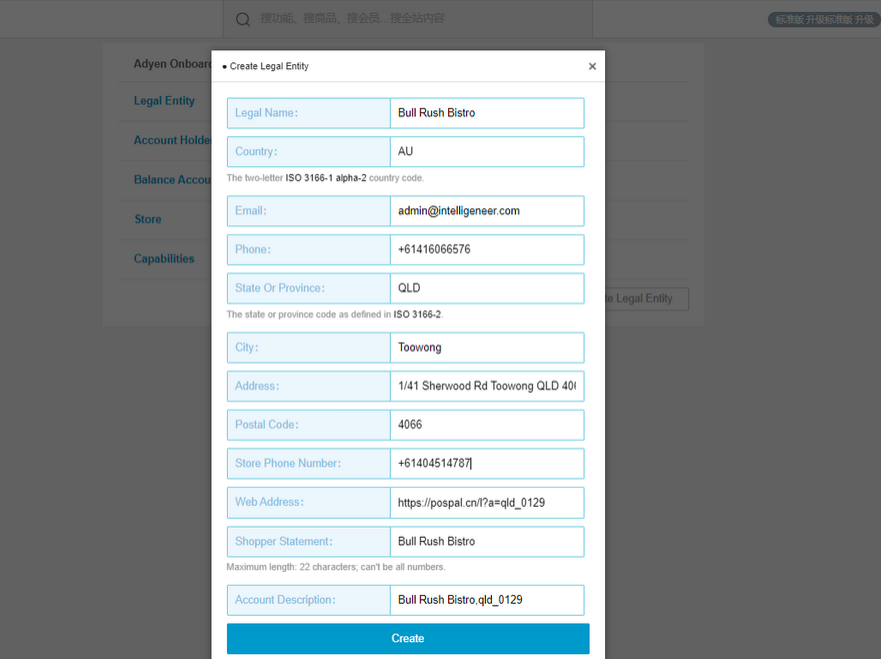 搜功能、搜商品、搜会员...搜全站内容
标准版 升级标准版 升级
Adyen Onboar
• Create Legal Entity
×
Legal Entity
Account Holde
Balance Accou
Store
Capabilities
te Legal Entity
Legal Name:
Bull Rush Bistro
Country:
AU
The two-letter ISO 3166-1 alpha-2 country code.
Email:
admin@intelligeneer.com
Phone:
+61416066576
State Or Province:
QLD
The state or province code as defined in ISO 3166-2.
City:
Toowong
Address:
1/41 Sherwood Rd Toowong QLD 406
Postal Code:
4066
Store Phone Number:
+61404514787
Web Address:
https://pospal.cn/l?a=qld_0129
Shopper Statement:
Bull Rush Bistro
Maximum length: 22 characters; can't be all numbers.
Account Description:
Bull Rush Bistro,qld_0129
Create